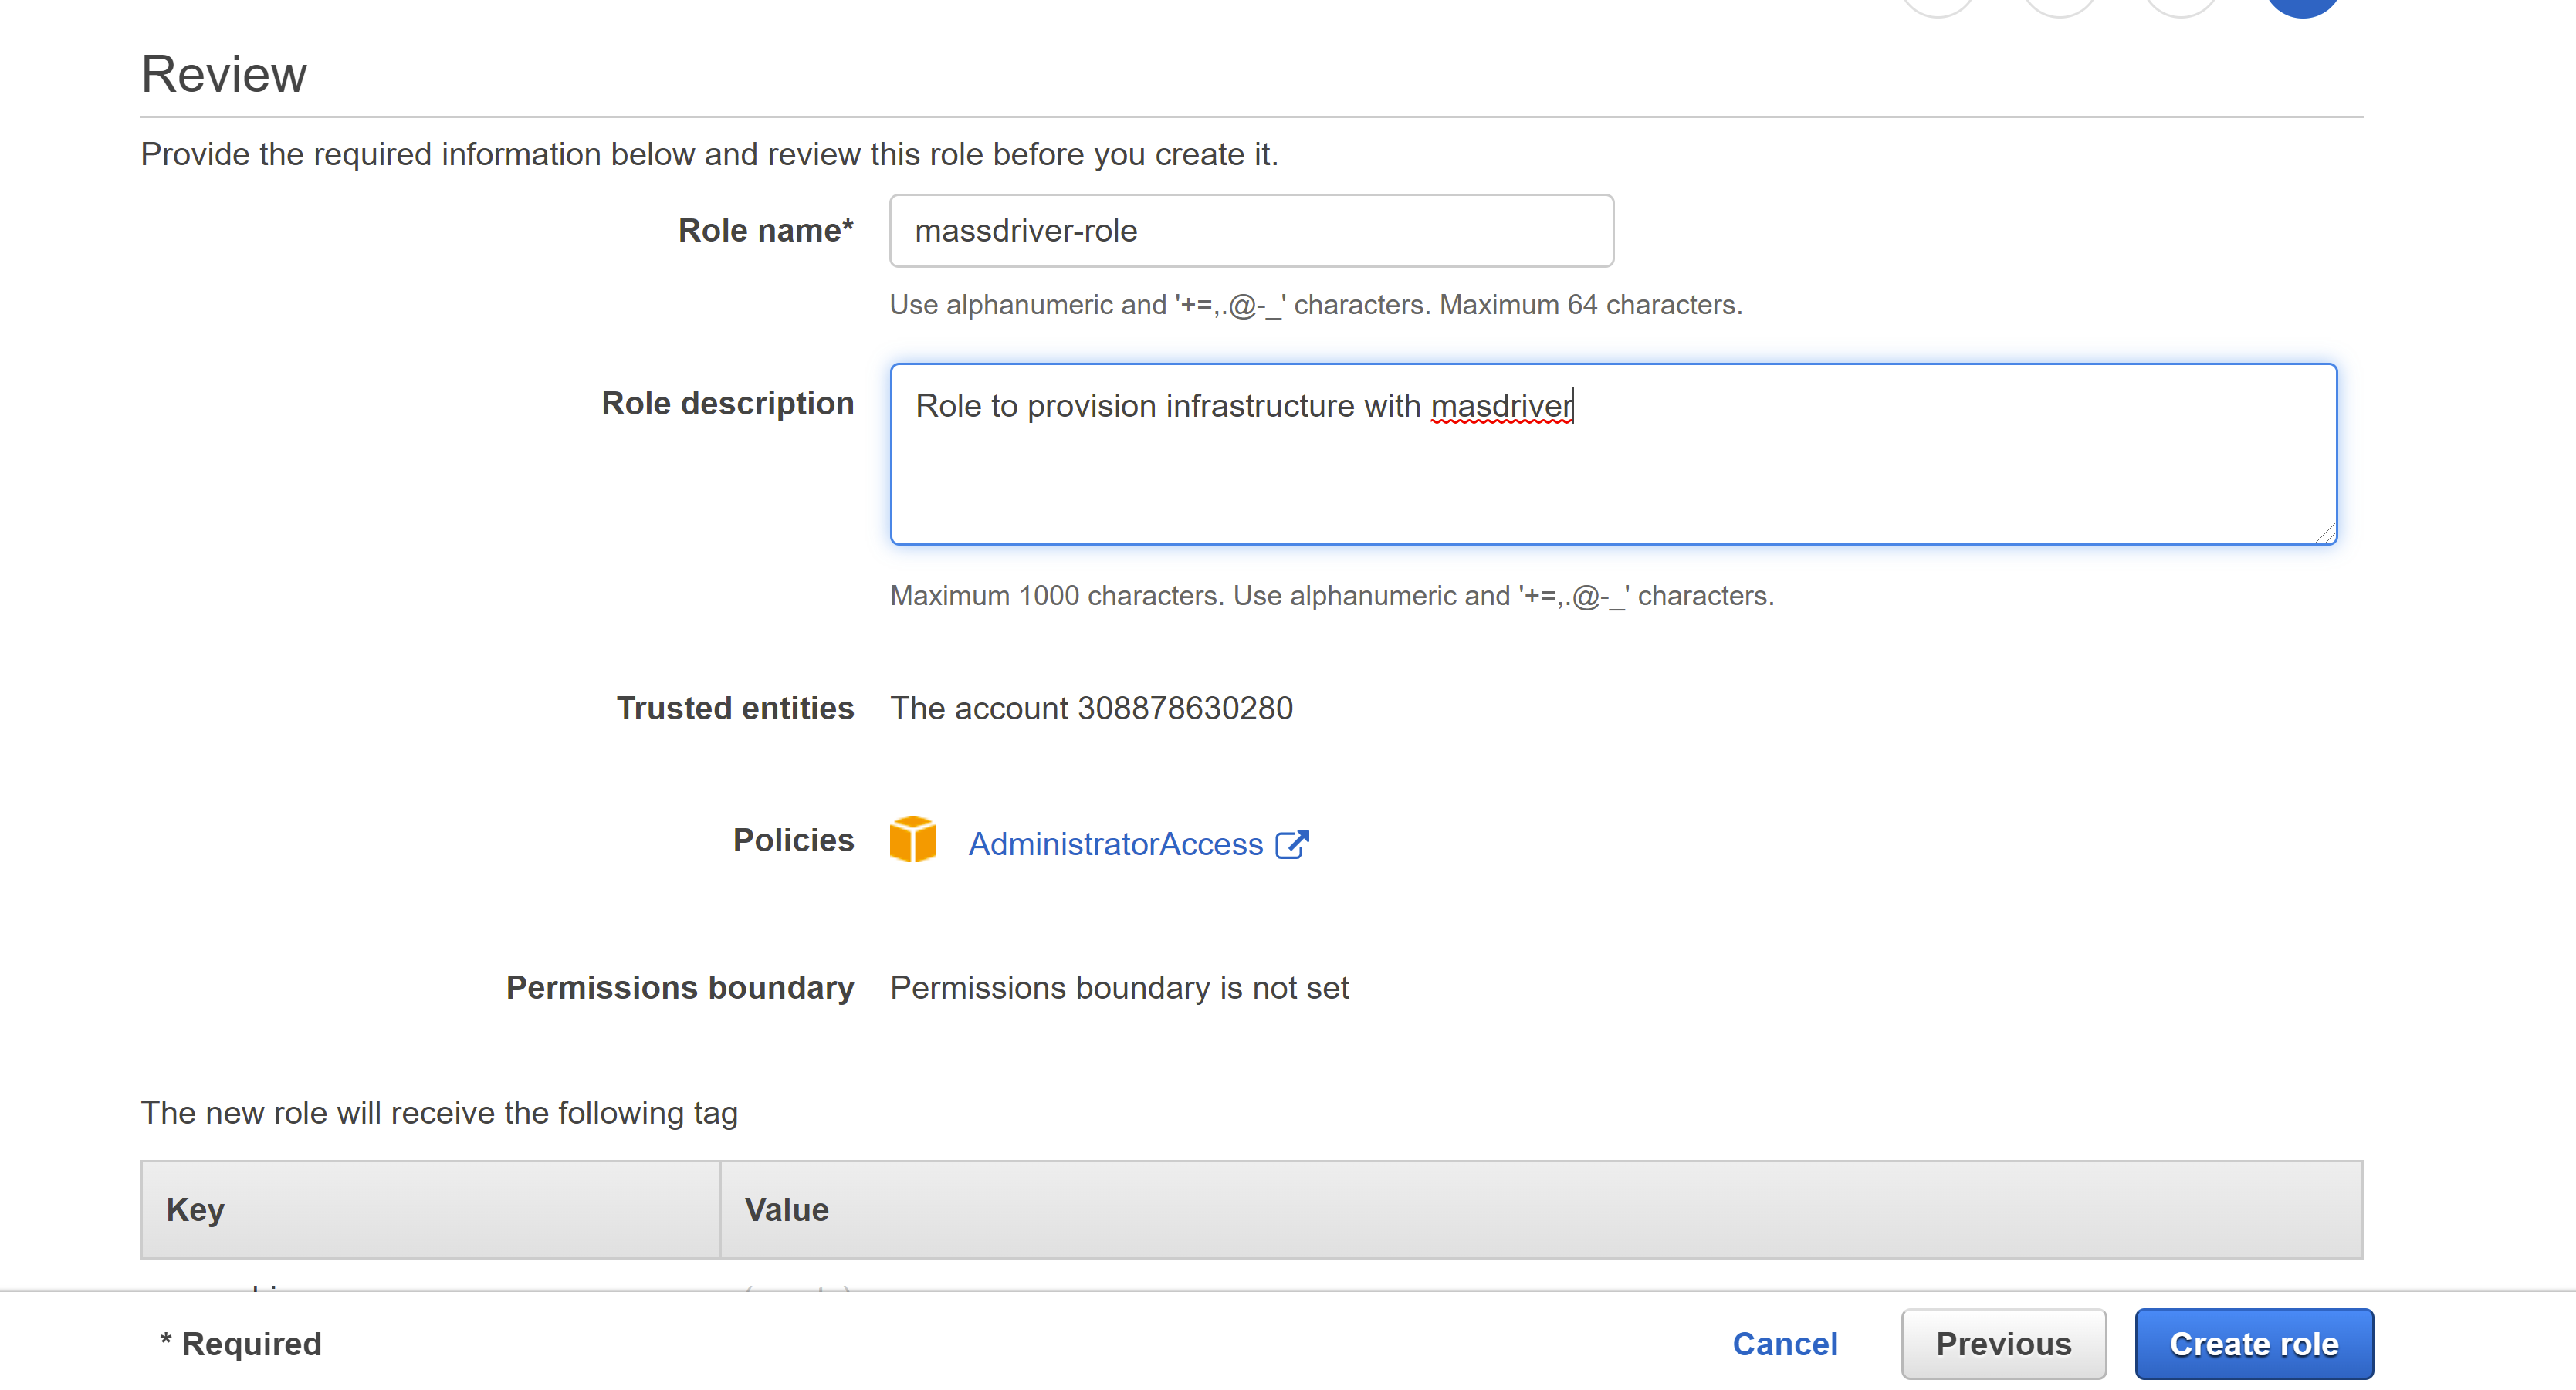 Review
Provide the required information below and review this role before you create it.
Role name* massdriver-role
Use alphanumeric and '+=,.@-_' characters. Maximum 64 characters.
Role description Role to provision infrastructure with masdriver
Maximum 1000 characters. Use alphanumeric and '+=,.@-_' characters.
Trusted entities The account 308878630280
Policies AdministratorAccess
Permissions boundary Permissions boundary is not set
The new role will receive the following tag
Key Value
* Required Cancel Previous Create role